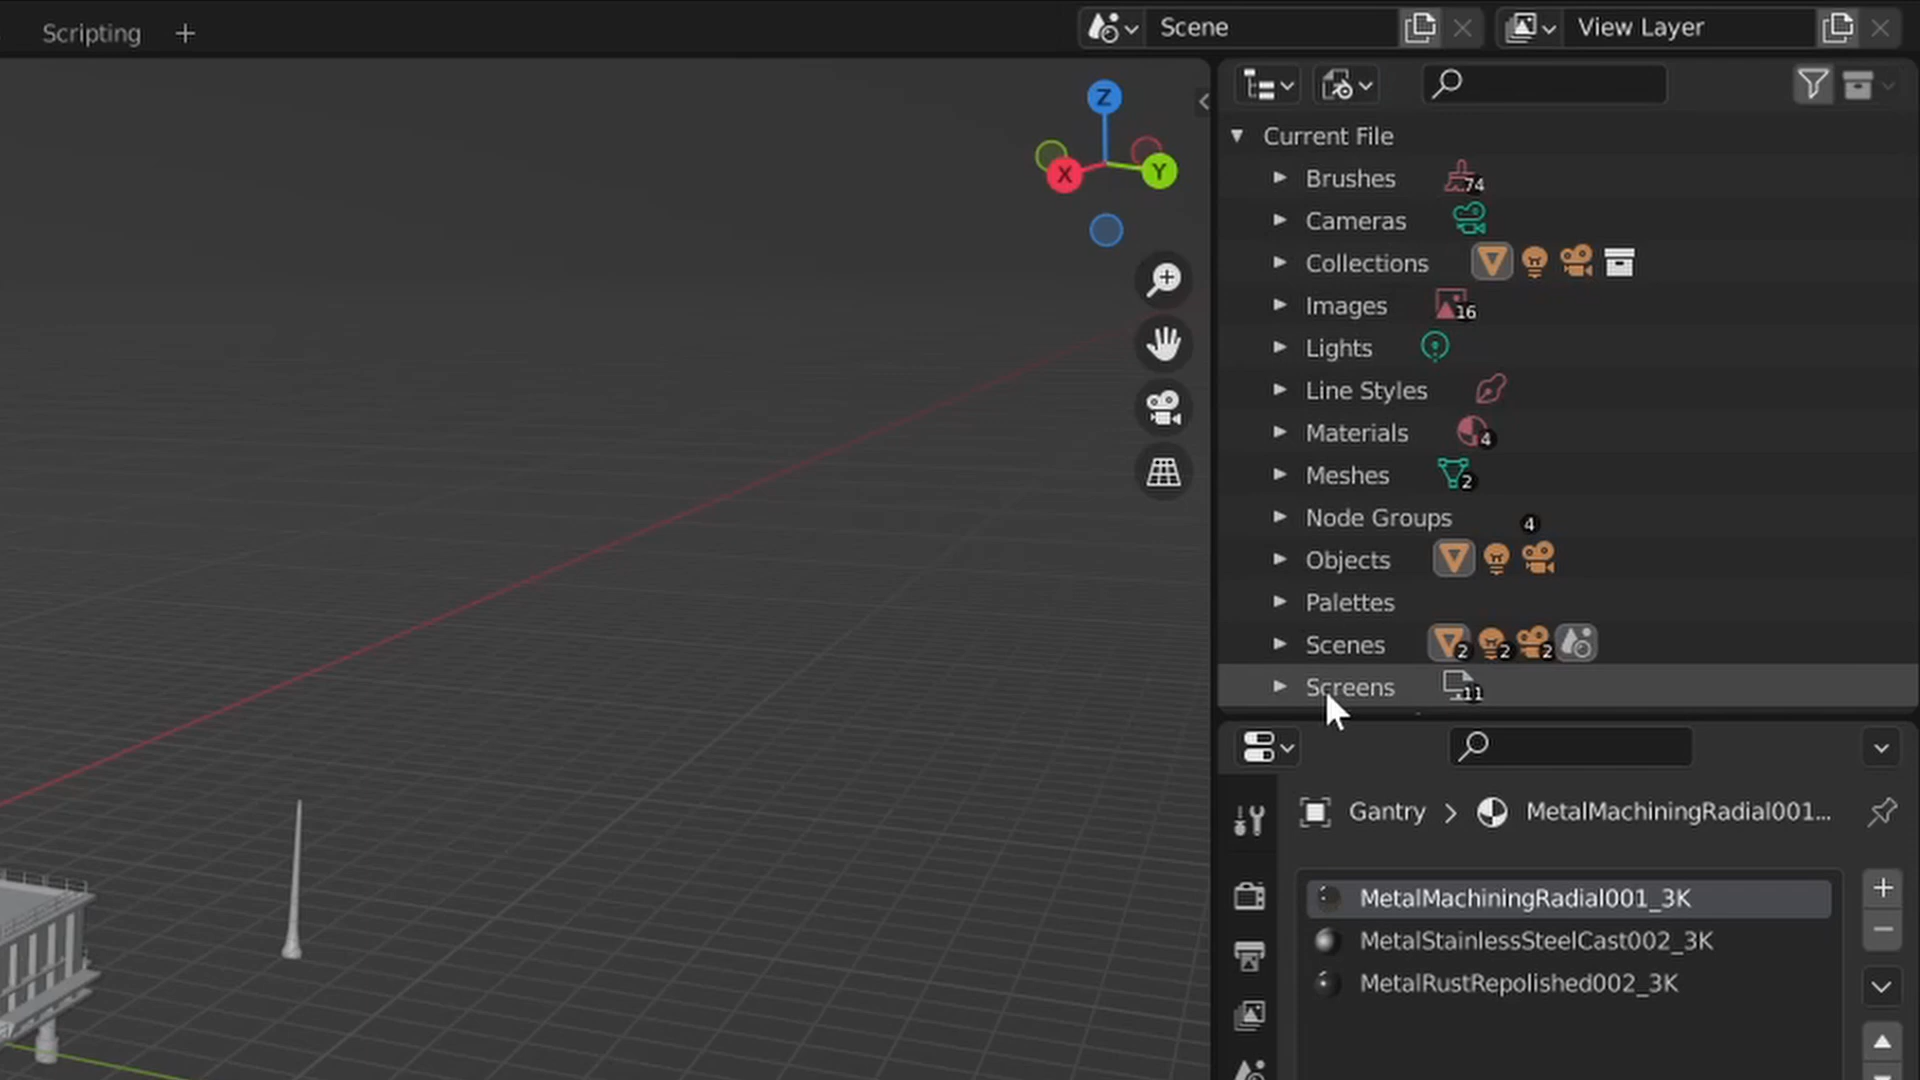 Scripting +
Scene
View Layer
Z
X
Y
Current File
Brushes 74
Cameras
Collections
Images 16
Lights
Line Styles
Materials 4
Meshes 2
Node Groups 4
Objects
Palettes
Scenes 2 2 2
Screens 11
Gantry > MetalMachiningRadial001...
MetalMachiningRadial001_3K
MetalStainlessSteelCast002_3K
MetalRustRepolished002_3K